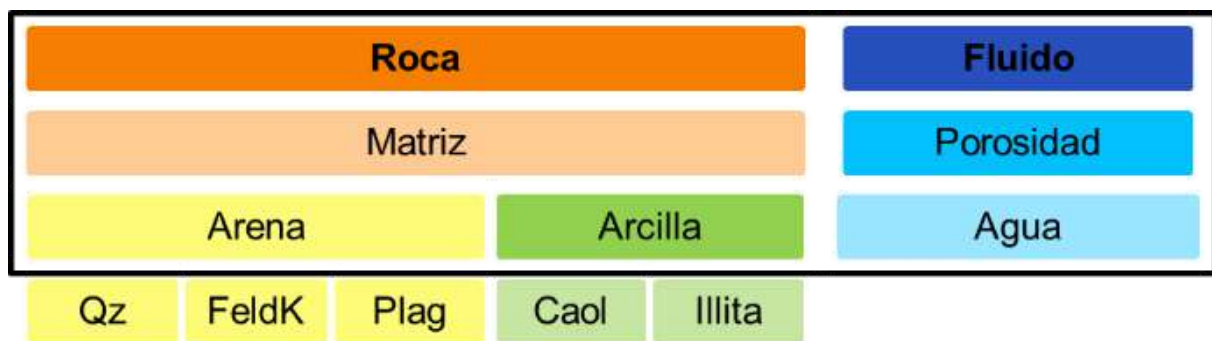 Roca Fluido
Matriz Porosidad
Arena Arcilla Agua
Qz FeldK Plag Caol Illita